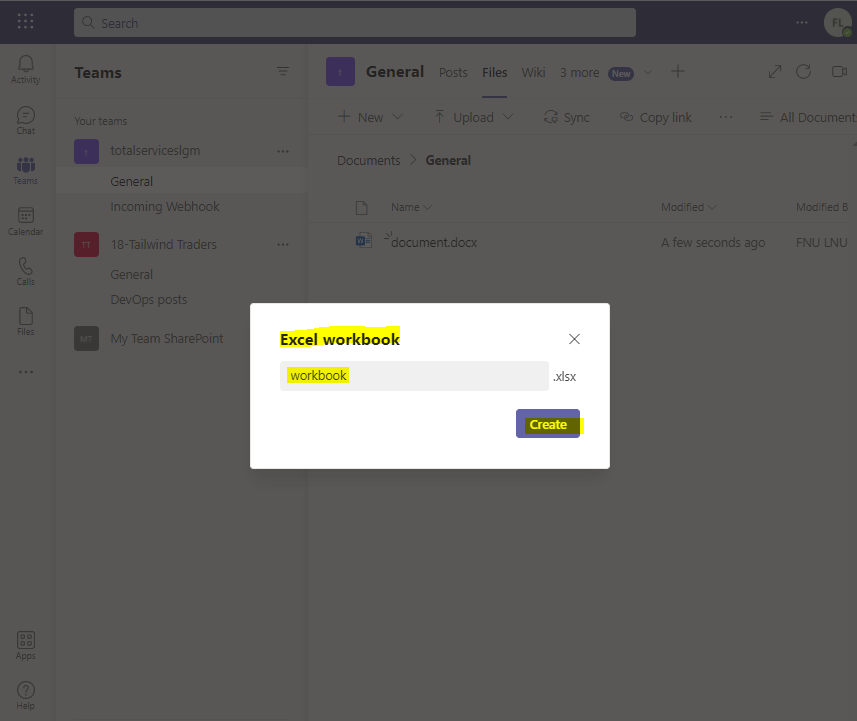 Search
FL
Activity
Chat
Teams
Calendar
Calls
Files
Apps
Help
Teams
Your teams
totalserviceslgm
General
Incoming Webhook
TT
18-Tailwind Traders
General
DevOps posts
MT
My Team SharePoint
General Posts Files Wiki 3 more New
New Upload Sync Copy link All Document
Documents General
Name Modified Modified B
document.docx A few seconds ago FNU LNU
Excel workbook
workbook .xlsx
Create